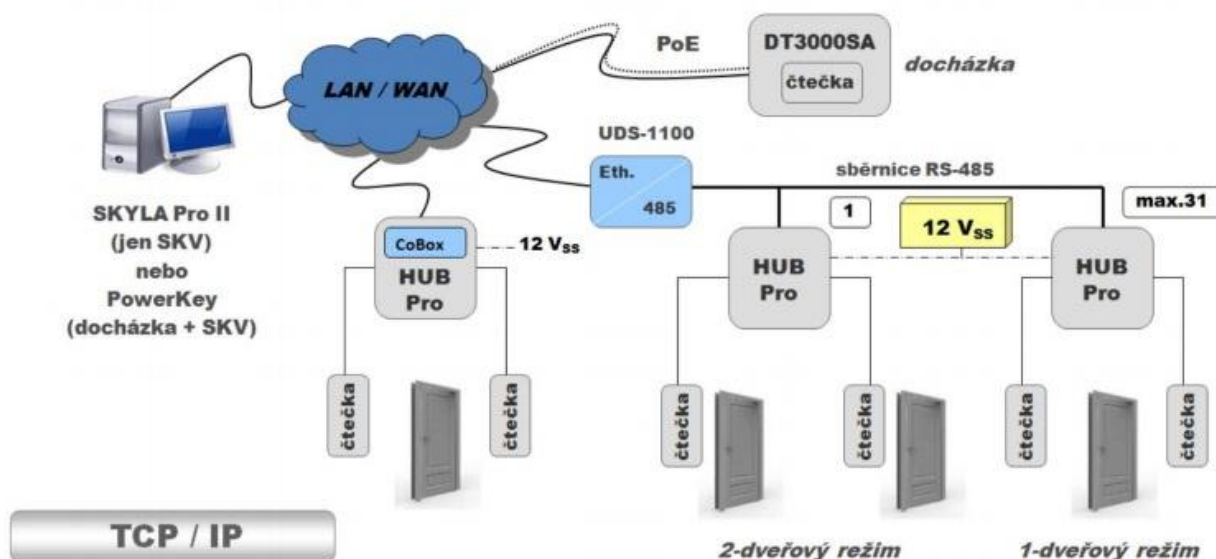 PoE
DT3000SA
čtečka
docházka
LAN / WAN
UDS-1100
Eth.
485
sběrnice RS-485
1
12 Vss
max.31
SKYLA Pro II
(jen SKV)
nebo
PowerKey
(docházka + SKV)
CoBox
HUB
Pro
12 Vss
HUB
Pro
HUB
Pro
čtečka
čtečka
čtečka
čtečka
čtečka
čtečka
TCP / IP
2-dveřový režim
1-dveřový režim